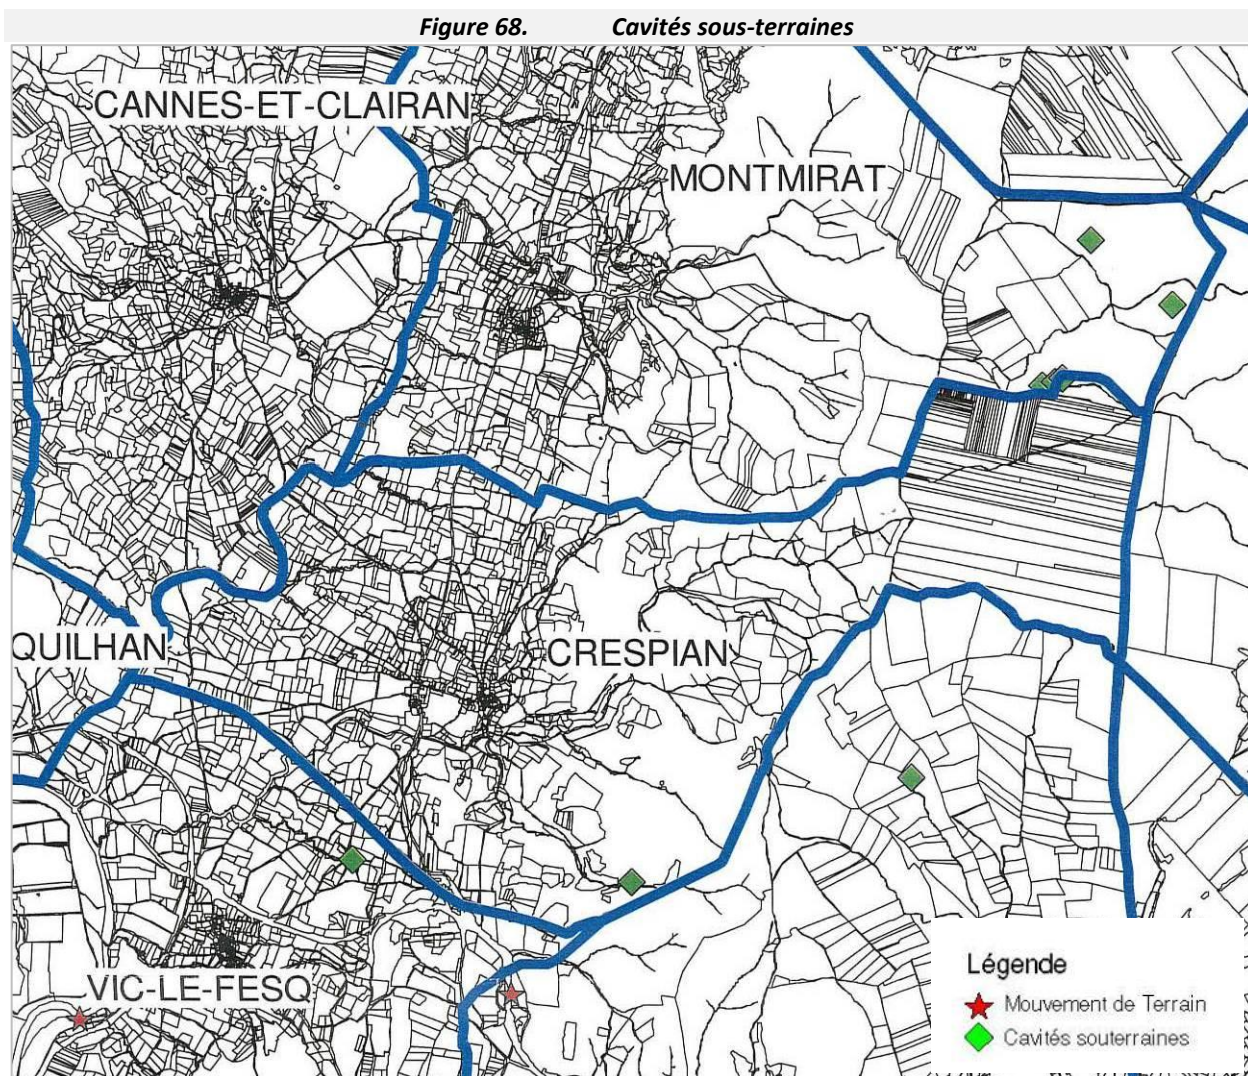 Figure 68. Cavités sous-terraines
CANNES-ET-CLAIRAN
MONTMIRAT
QUILHAN
CRESPIAN
VIC-LE-FESQ
Légende
Mouvement de Terrain
Cavités souterraines